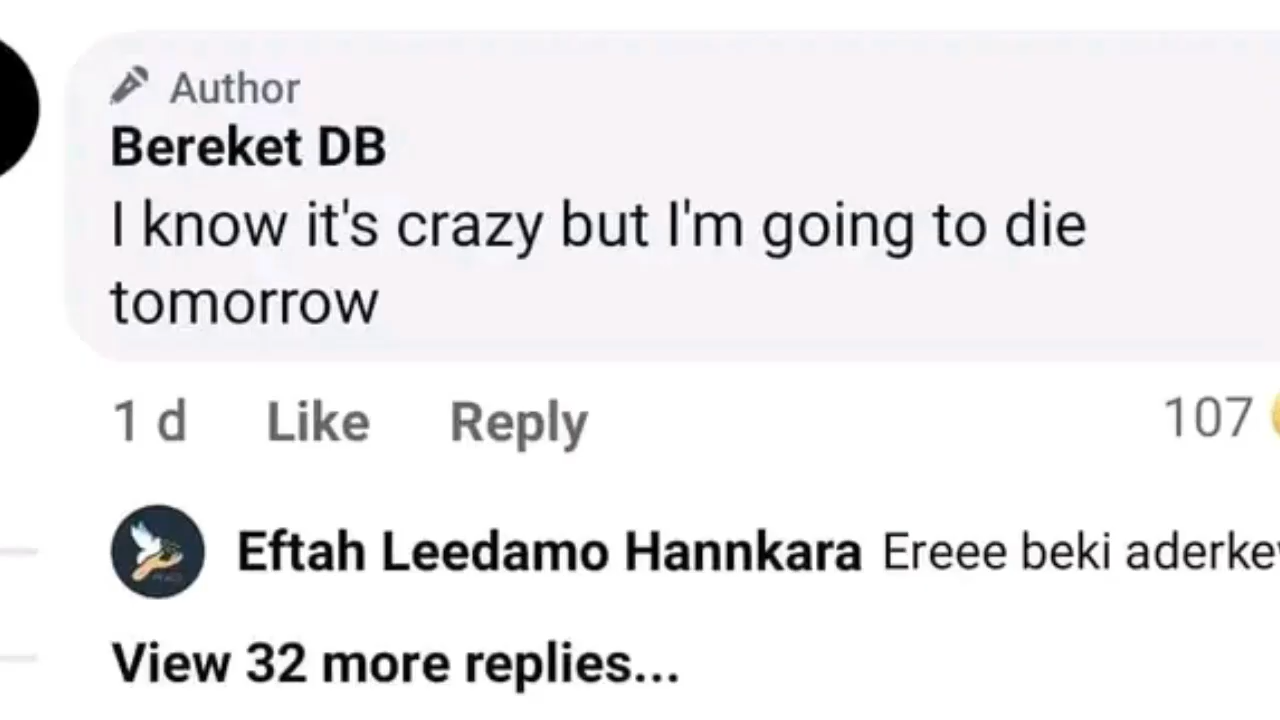 Author
Bereket DB
I know it's crazy but I'm going to die
tomorrow
1 d Like Reply 107
Eftah Leedamo Hannkara Ereee beki
View 32 more replies...